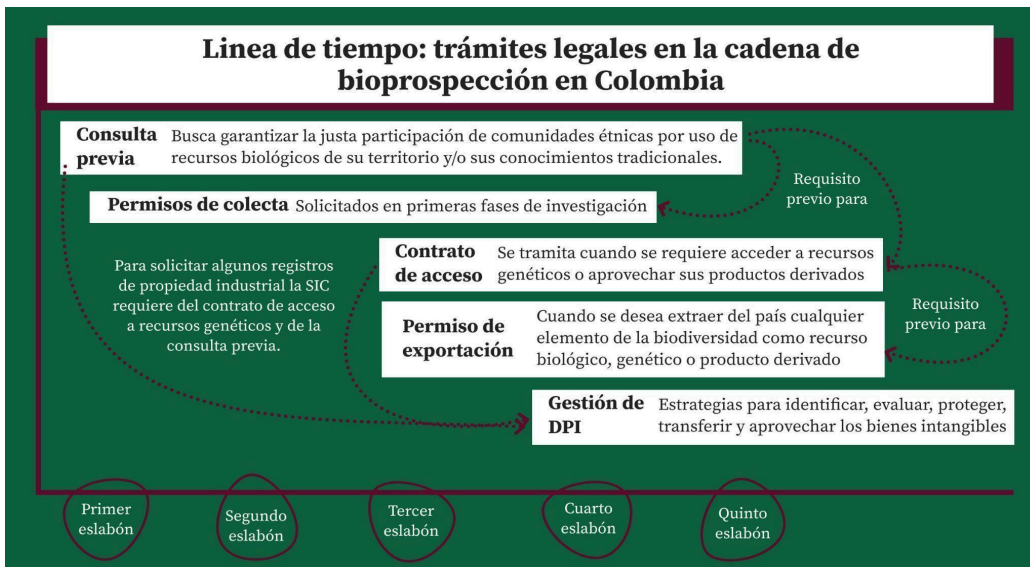 Linea de tiempo: trámites legales en la cadena de
bioprospección en Colombia
Consulta
previa
Busca garantizar la justa participación de comunidades étnicas por uso de
recursos biológicos de su territorio y/o sus conocimientos tradicionales.
Requisito
previo para
Permisos de colecta
Solicitados en primeras fases de investigación
Contrato
de acceso
Se tramita cuando se requiere acceder a recursos
genéticos o aprovechar sus productos derivados
Para solicitar algunos registros
de propiedad industrial la SIC
requiere del contrato de acceso
a recursos genéticos y de la
consulta previa.
Requisito
previo para
Permiso de
exportación
Cuando se desea extraer del país cualquier
elemento de la biodiversidad como recurso
biológico, genético o producto derivado
Gestión de
DPI
Estrategias para identificar, evaluar, proteger,
transferir y aprovechar los bienes intangibles
Primer
eslabón
Segundo
eslabón
Tercer
eslabón
Cuarto
eslabón
Quinto
eslabón